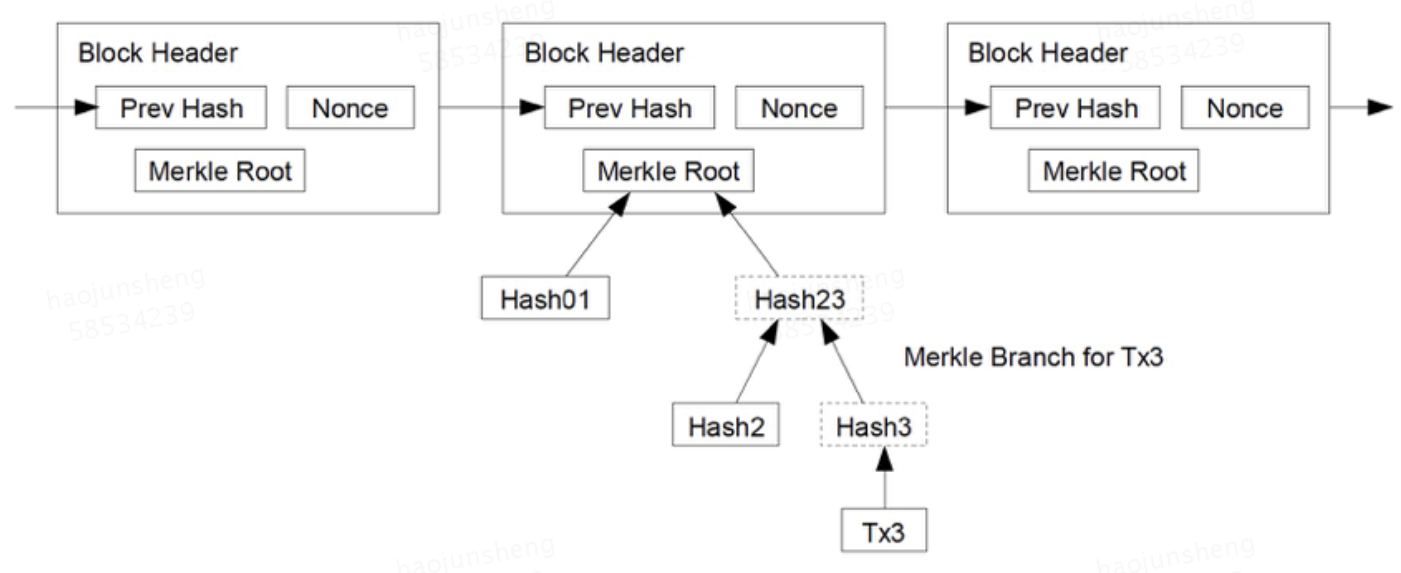 Block Header
Prev Hash
Nonce
Merkle Root
Block Header
Prev Hash
Nonce
Merkle Root
Block Header
Prev Hash
Nonce
Merkle Root
Hash01
Hash23
Merkle Branch for Tx3
Hash2
Hash3
Tx3
haojunsheng
58534239
haojunsheng
58534239
haojunsheng
58534239
haojunsheng
58534239
haojunsheng
haojunsheng